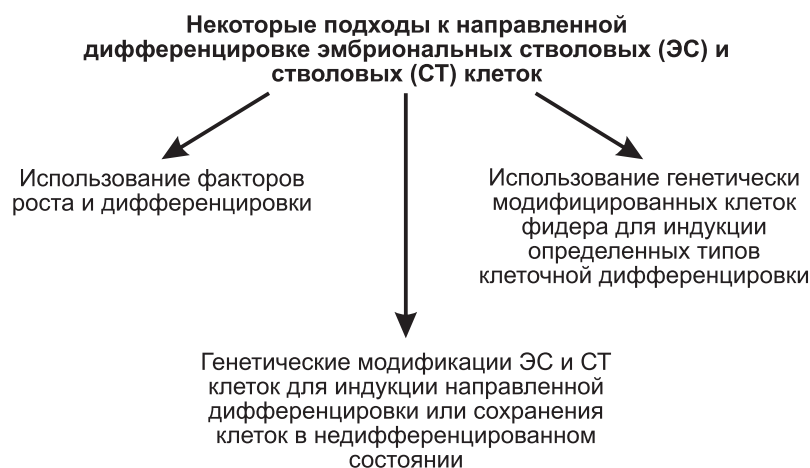 Некоторые подходы к направленной
дифференцировке эмбриональных стволовых (ЭС) и
стволовых (СТ) клеток
Использование факторов
роста и дифференцировки
Использование генетически
модифицированных клеток
фидера для индукции
определенных типов
клеточной дифференцировки
Генетические модификации ЭС и СТ
клеток для индукции направленной
дифференцировки или сохранения
клеток в недифференцированном
состоянии